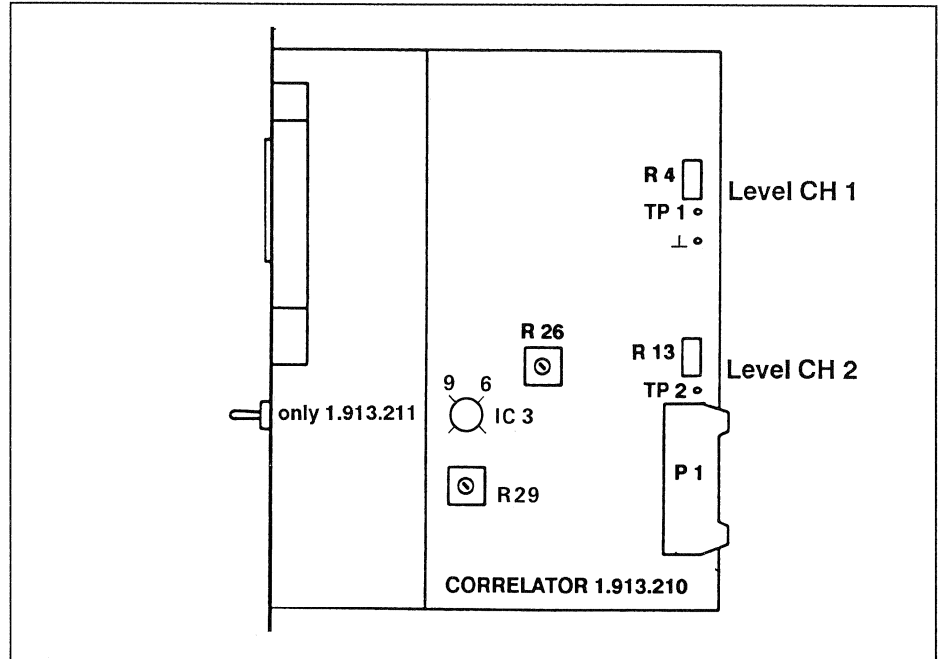 R 4
Level CH 1
TP 1
⊥
R 26
R 13
Level CH 2
TP 2
9 6
only 1.913.211
IC 3
P 1
R29
CORRELATOR 1.913.210